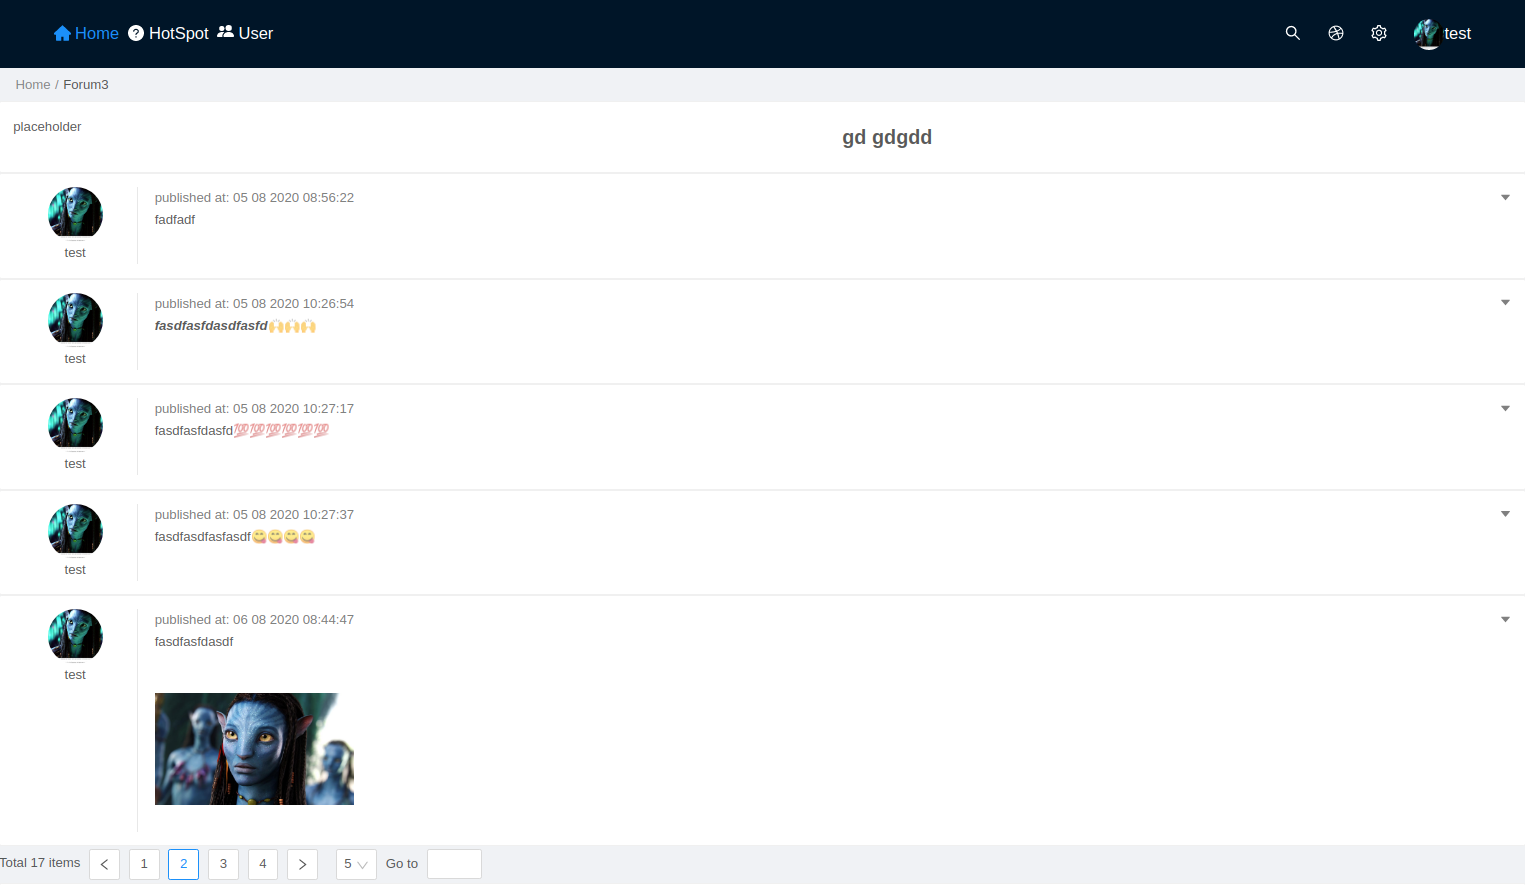 Home HotSpot User test
Home / Forum3
placeholder
gd gdgdd
published at: 05 08 2020 08:56:22
fadfadf
test
published at: 05 08 2020 10:26:54
fasdfasfdasdfasfd🙌🙌🙌
test
published at: 05 08 2020 10:27:17
fasdfasfdasfd💯💯💯💯💯💯
test
published at: 05 08 2020 10:27:37
fasdfasdfasfasdf😋😋😋😋
test
published at: 06 08 2020 08:44:47
fasdfasfdasdf
test
Total 17 items < 1 2 3 4 > 5 Go to